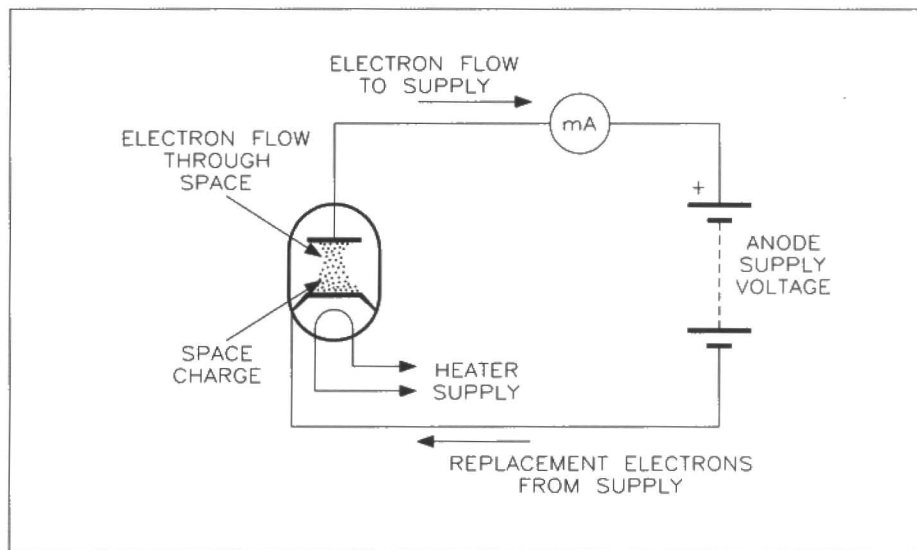 ELECTRON FLOW
TO SUPPLY
mA
ELECTRON FLOW
THROUGH
SPACE
+
ANODE
SUPPLY
VOLTAGE
SPACE
CHARGE
HEATER
SUPPLY
REPLACEMENT ELECTRONS
FROM SUPPLY